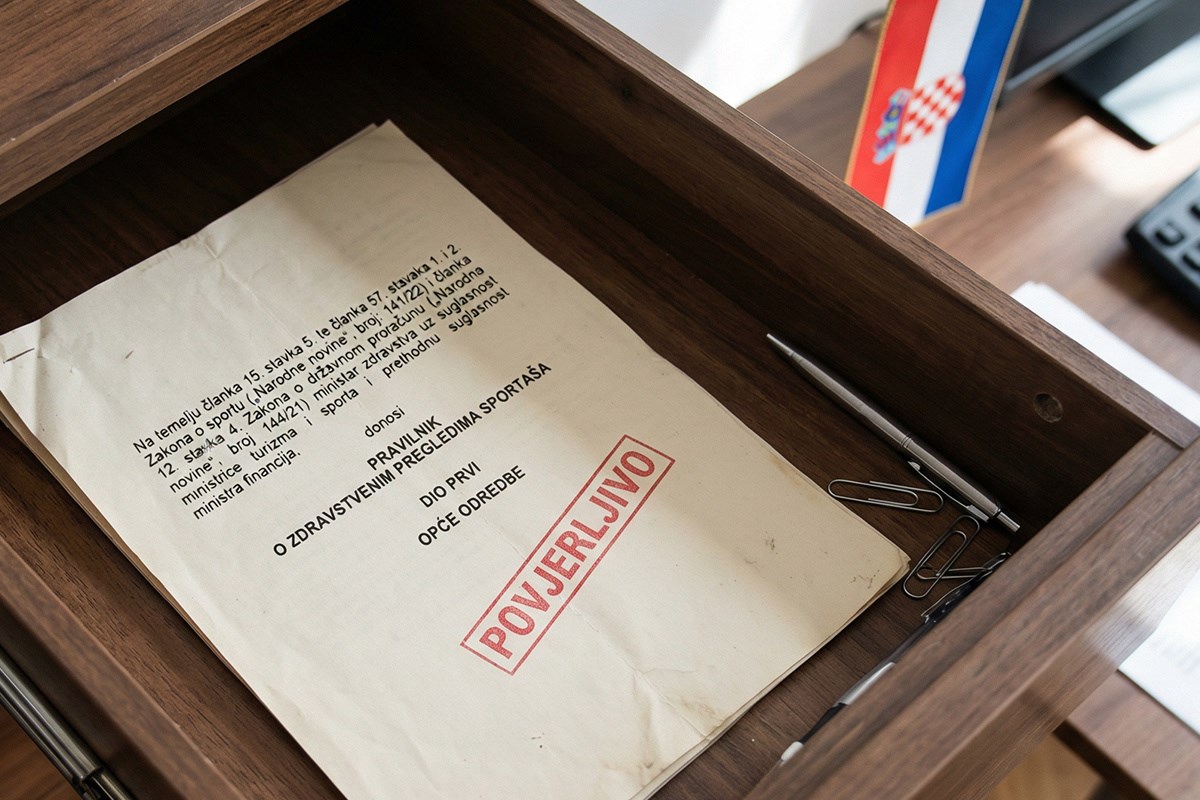 Na temelju članka 15. stavka 5. te članka 57. stavaka 1. i 2.
Zakona o sportu („Narodne novine“ broj: 141/22) i članka
12. stavka 4. Zakona o državnom proračunu („Narodna
novine“, broj 144/21) ministar zdravstva uz suglasnost
ministrice turizma i sporta i prethodnu suglasnost
ministra financija.
donosi
PRAVILNIK
O ZDRAVSTVENIM PREGLEDIMA SPORTAŠA
DIO PRVI
OPĆE ODREDBE
POVJERLJIVO